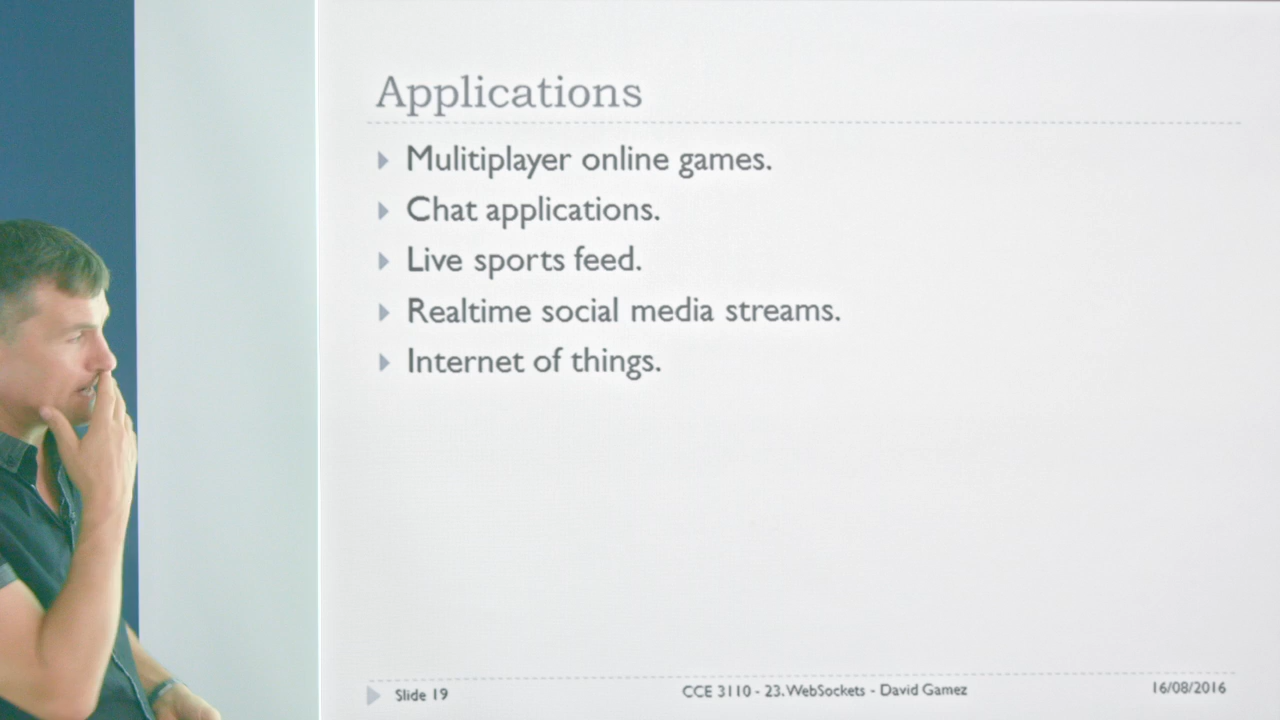 Applications
Mulitiplayer online games.
Chat applications.
Live sports feed.
Realtime social media streams.
Internet of things.
Slide 19
CCE 3110 - 23. WebSockets - David Gamez
16/08/2016